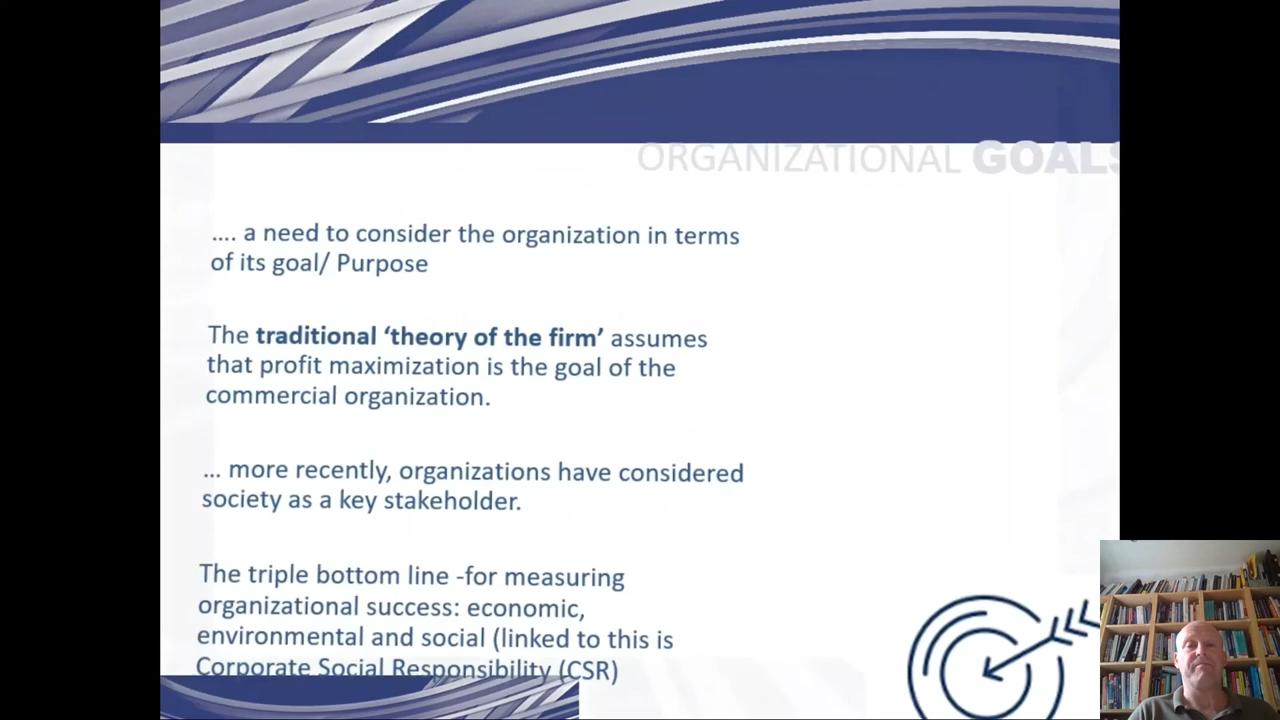 ORGANIZATIONAL GOALS
.... a need to consider the organization in terms
of its goal/ Purpose
The traditional ‘theory of the firm’ assumes
that profit maximization is the goal of the
commercial organization.
... more recently, organizations have considered
society as a key stakeholder.
The triple bottom line -for measuring
organizational success: economic,
environmental and social (linked to this is
Corporate Social Responsibility (CSR)